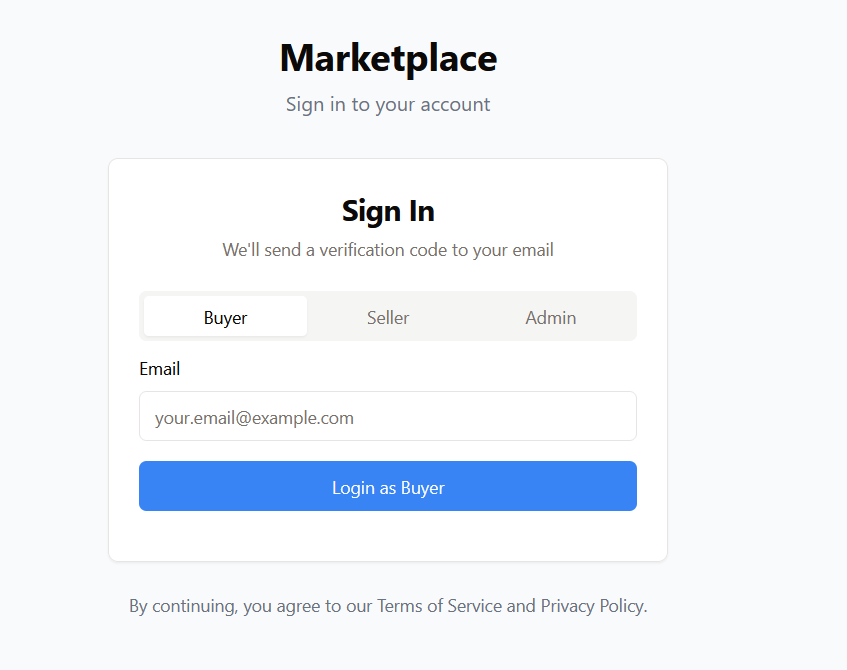 Marketplace
Sign in to your account
Sign In
We'll send a verification code to your email
Buyer Seller Admin
Email
your.email@example.com
Login as Buyer
By continuing, you agree to our Terms of Service and Privacy Policy.